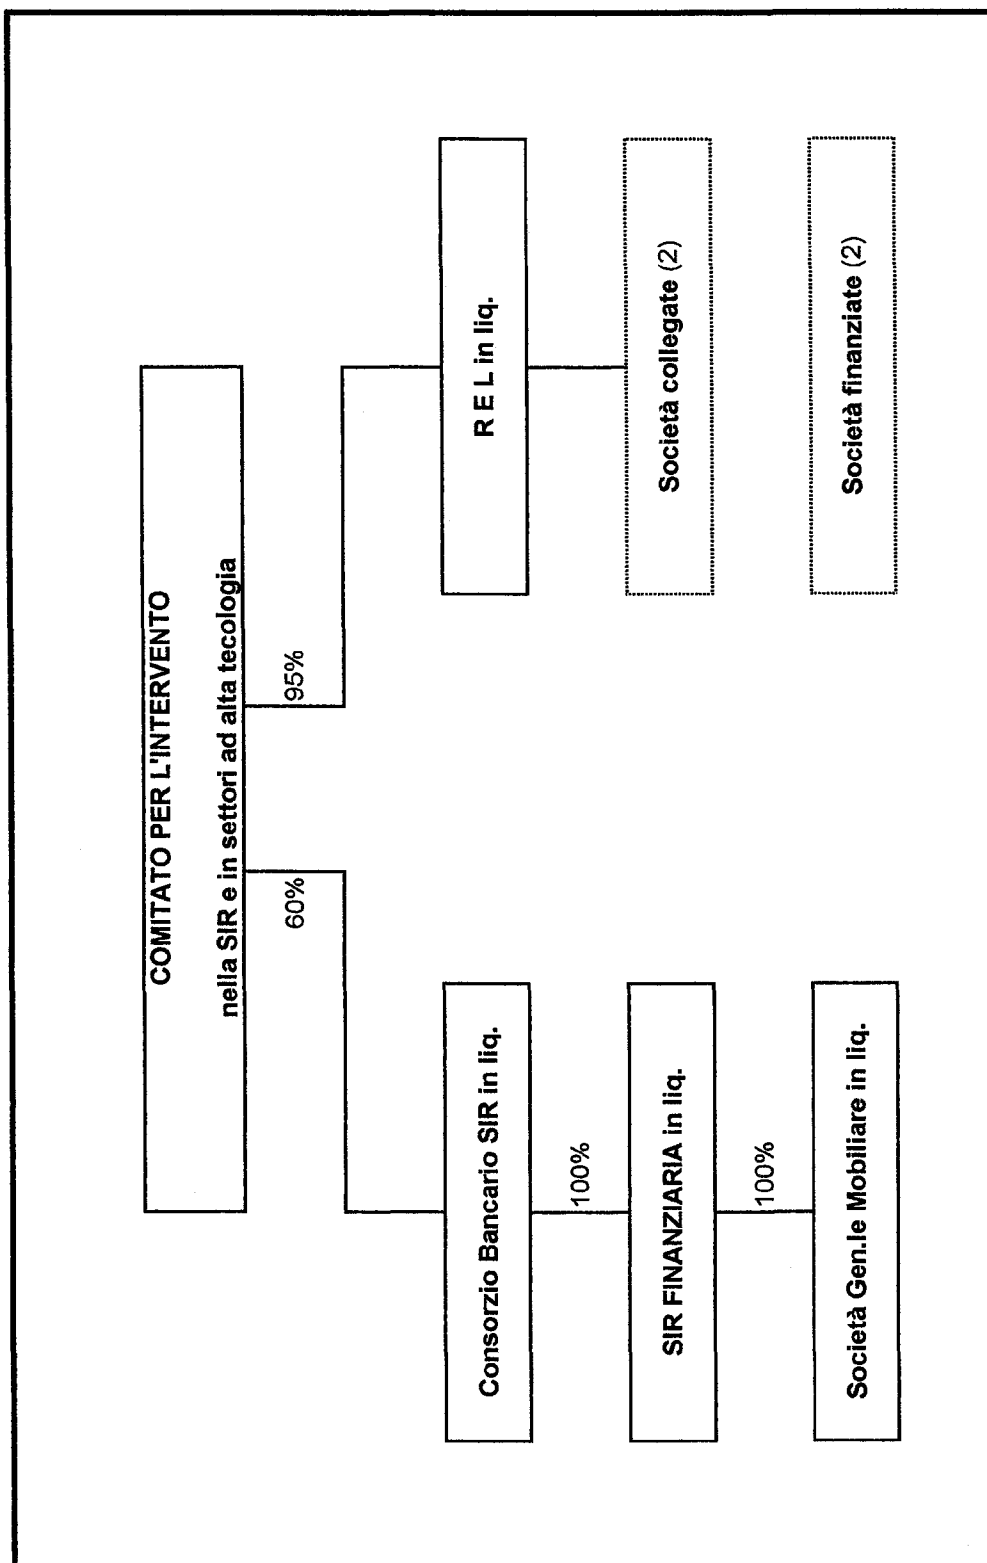 COMITATO PER L'INTERVENTO
nella SIR e in settori ad alta tecologia
60%
95%
Consorzio Bancario SIR in liq.
R E L in liq.
100%
SIR FINANZIARIA in liq.
Società collegate (2)
100%
Società Gen.le Mobiliare in liq.
Società finanziate (2)